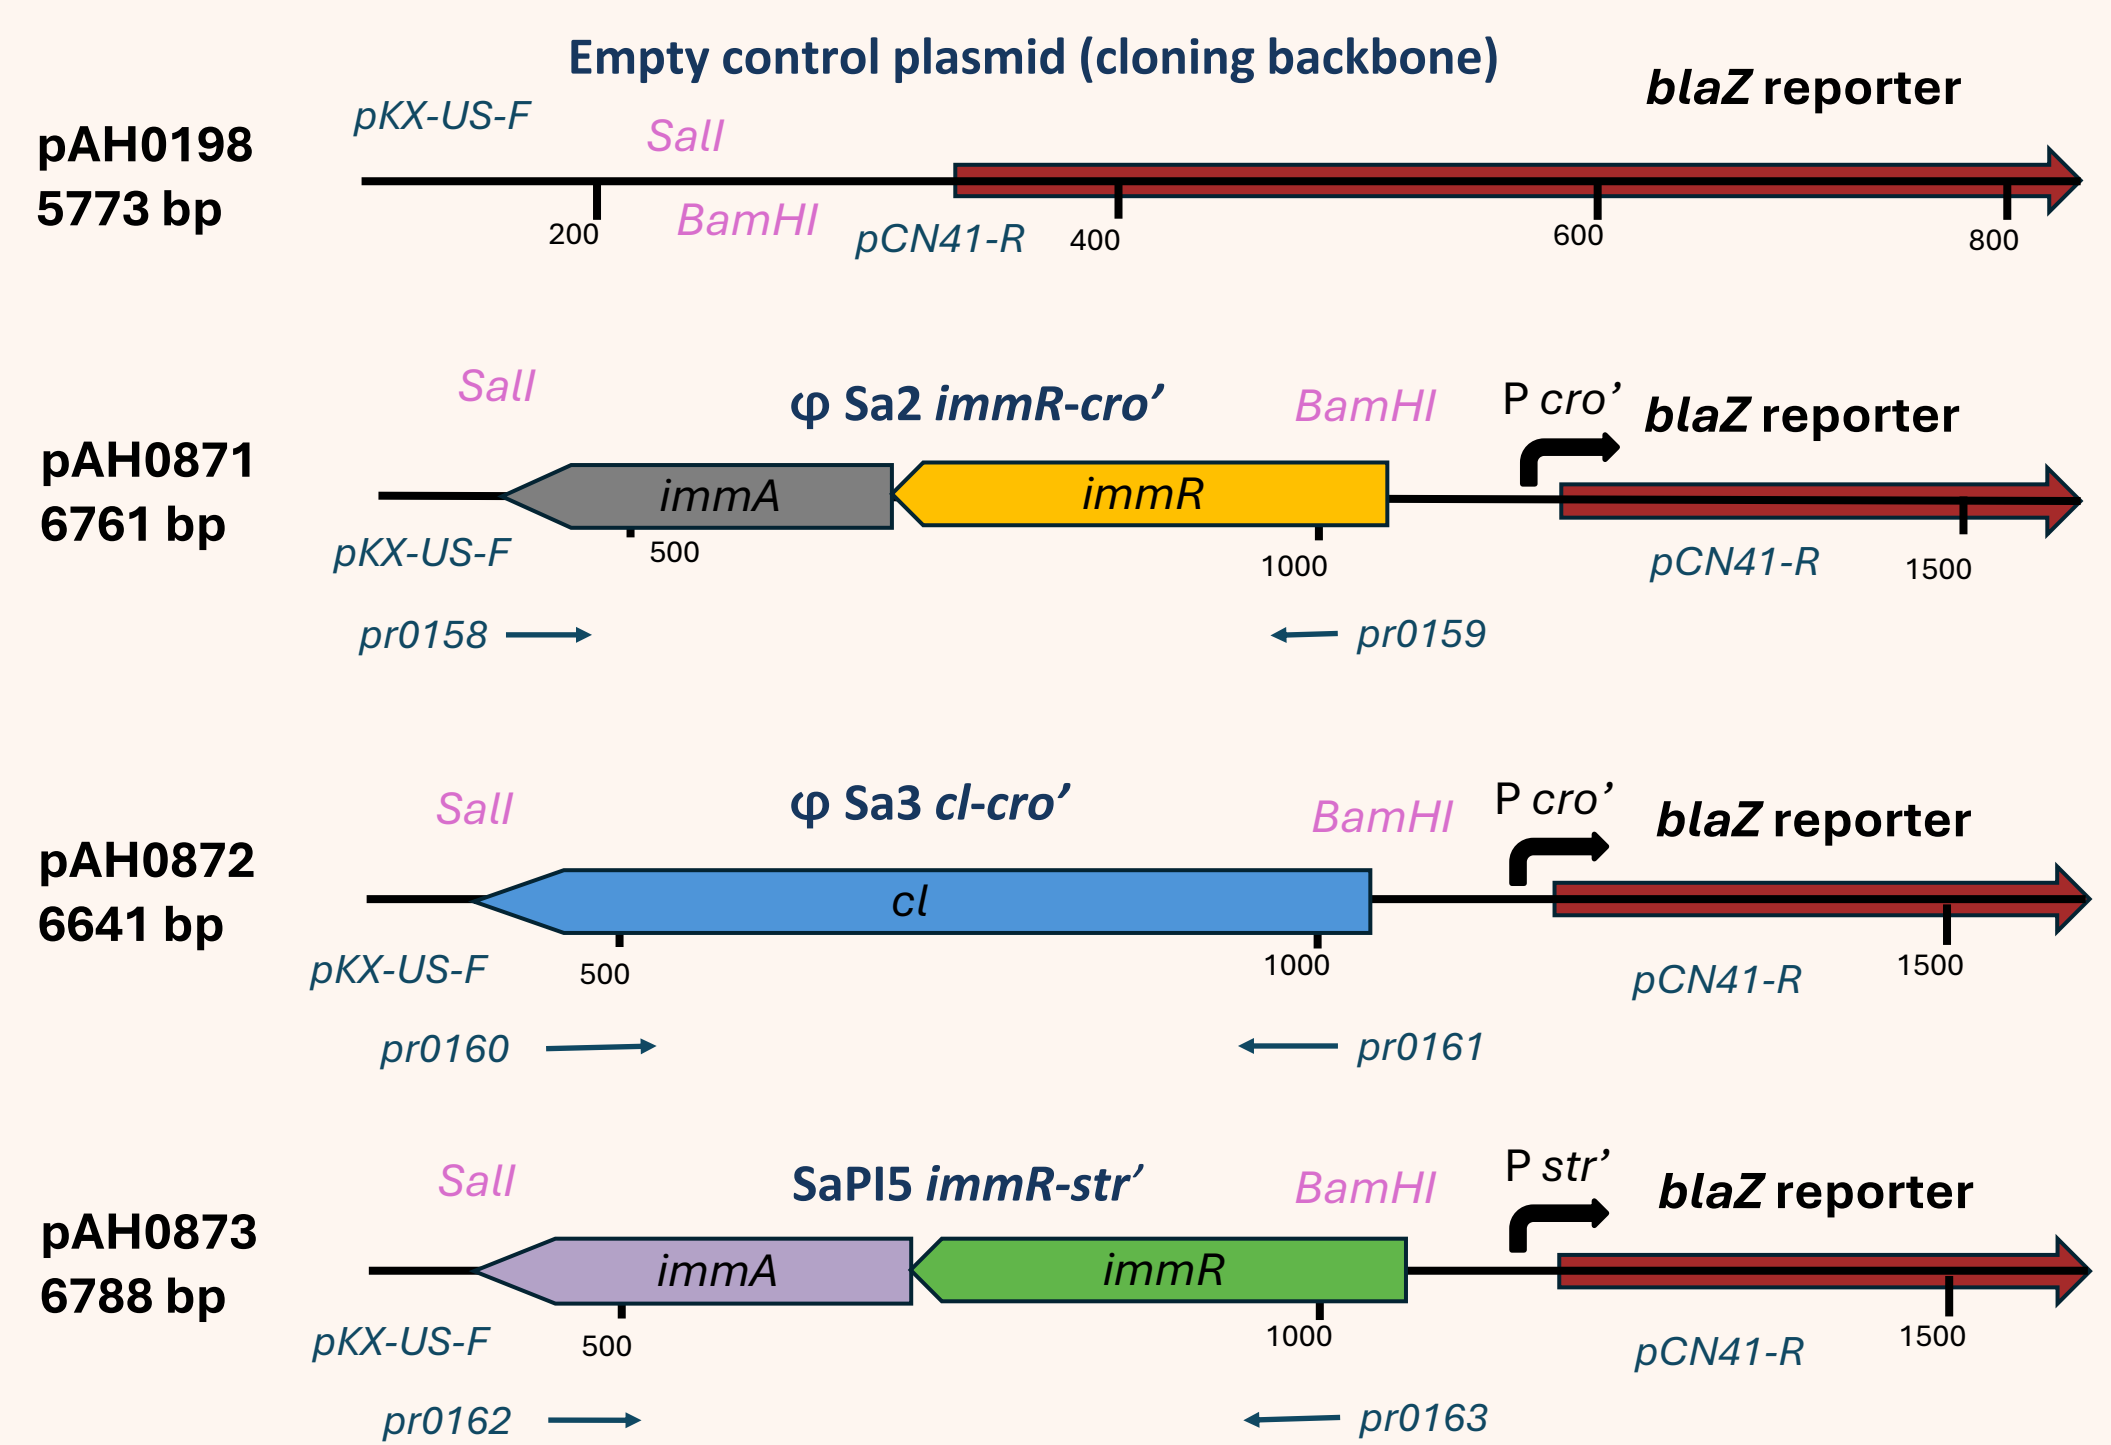 Empty control plasmid (cloning backbone)
blaZ reporter
pKX-US-F
SalI
pAH0198
5773 bp
BamHI
pCN41-R
200
400
600
800
SalI
φ Sa2 immR-cro’
BamHI
P cro’
blaZ reporter
pAH0871
6761 bp
immA
immR
pKX-US-F
500
1000
pCN41-R
1500
pr0158
pr0159
SalI
φ Sa3 cl-cro’
BamHI
P cro’
blaZ reporter
pAH0872
6641 bp
cl
pKX-US-F
500
1000
pCN41-R
1500
pr0160
pr0161
SalI
SaPI5 immR-str’
BamHI
P str’
blaZ reporter
pAH0873
6788 bp
immA
immR
pKX-US-F
500
1000
pCN41-R
1500
pr0162
pr0163